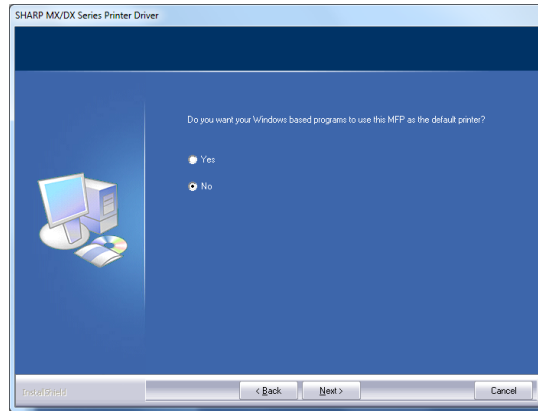 SHARP MX/DX Series Printer Driver
Do you want your Windows based programs to use this MFP as the default printer?
Yes
No
InstallShield
< Back
Next >
Cancel